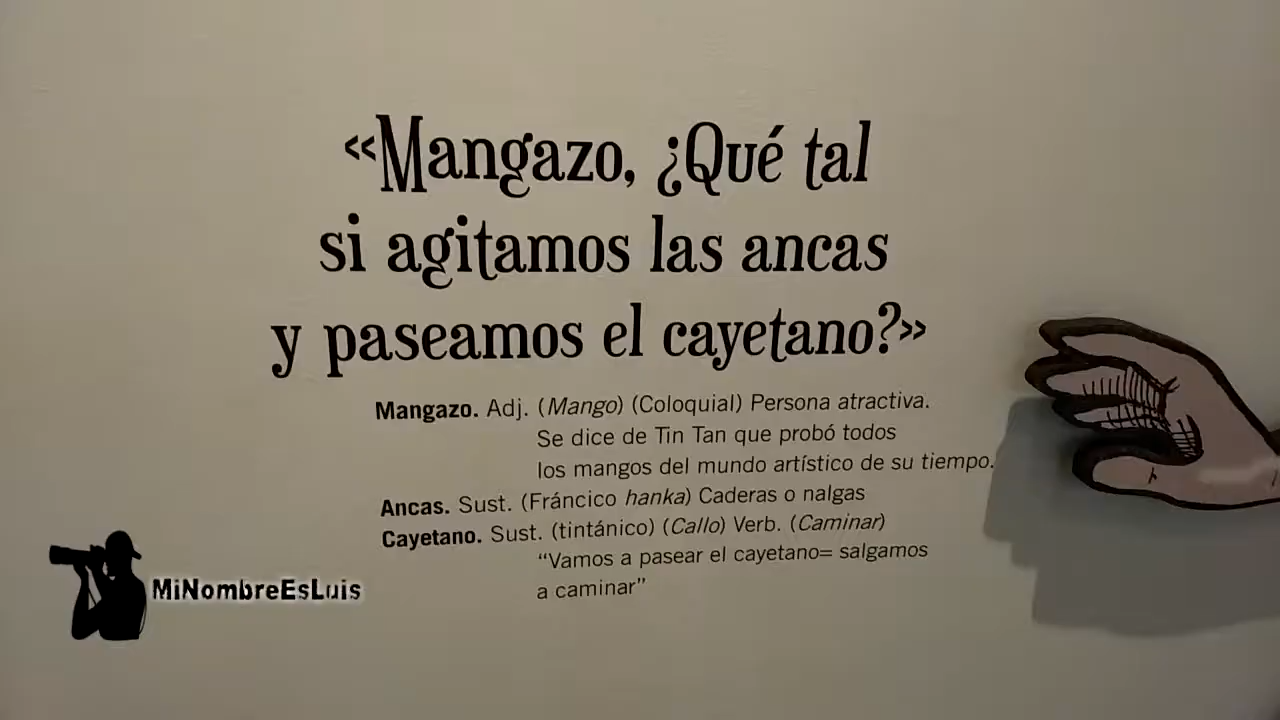 «Mangazo, ¿Qué tal
si agitamos las ancas
y paseamos el cayetano?»
Mangazo. Adj. (Mango) (Coloquial) Persona atractiva.
Se dice de Tin Tan que probó todos
los mangos del mundo artístico de su tiempo.
Ancas. Sust. (Fráncico hanka) Caderas o nalgas
Cayetano. Sust. (tintánico) (Callo) Verb. (Caminar)
“Vamos a pasear el cayetano= salgamos
a caminar”
MiNombreEsLuis